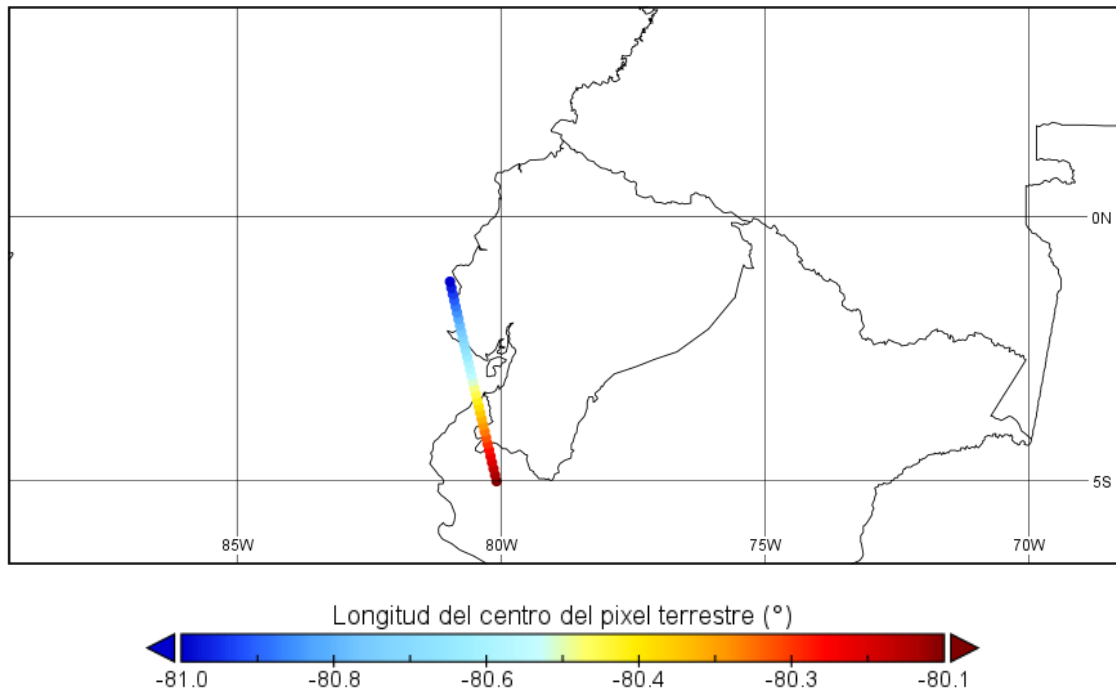 0N
5S
85W 80W 75W 70W
Longitud del centro del pixel terrestre (°)
-81.0 -80.8 -80.6 -80.4 -80.3 -80.1